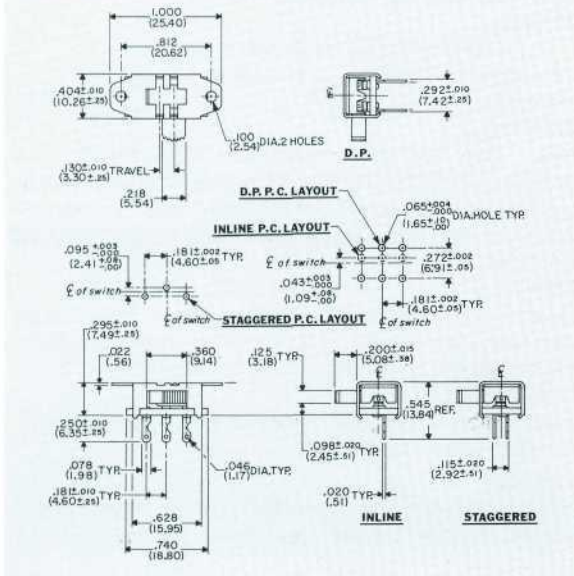 1.000
(25.40)
.812
(20.62)
.404±.010
(10.26±.25)
.100
(2.54) DIA. 2 HOLES
.130±.010 TRAVEL
(3.30±.25)
.218
(5.54)
.292±.010
(7.42±.25)
D.P.
D.P. P.C. LAYOUT
.065+.004 -.000 DIA. HOLE TYP.
(1.65+.10 -.00)
INLINE P.C. LAYOUT
.095+.003 -.000
(2.41+.08 -.00)
.181±.002 TYP.
(4.60±.05)
℄ of switch
.043+.003 -.000
(1.09+.08 -.00)
.272±.002
(6.91±.05)
.181±.002 TYP.
(4.60±.05)
℄ of switch
℄ of switch
STAGGERED P.C. LAYOUT
.295±.010
(7.49±.25)
.022
(.56)
.360
(9.14)
.125 TYP.
(3.18)
.200±.015
(5.08±.38)
℄
℄
.545 REF.
(13.84)
.250±.010
(6.35±.25)
.098±.020
(2.45±.51)
.115±.020
(2.92±.51)
.078 TYP.
(1.98)
.046 DIA. TYP.
(1.17)
.181±.010 TYP.
(4.60±.25)
.020
(.51)
.628
(15.95)
.740
(18.80)
INLINE
STAGGERED